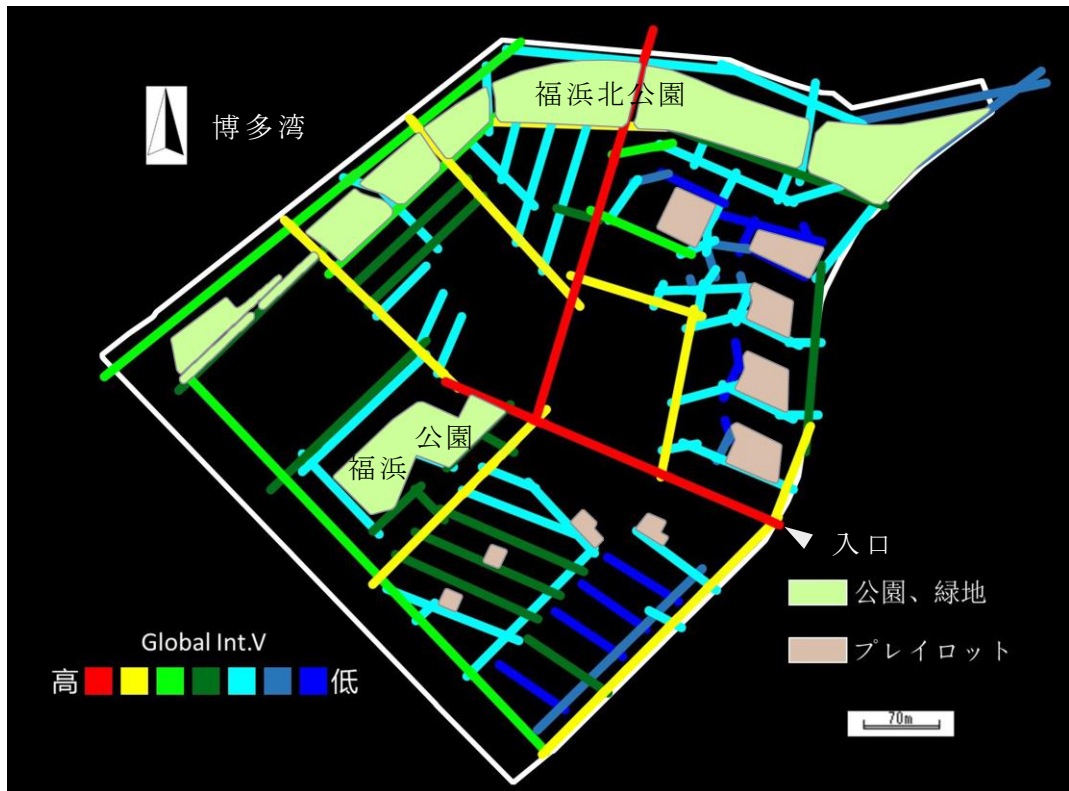 福浜北公園
博多湾
公園
福浜
入口
公園、緑地
Global Int.V
プレイロット
高
低
70m